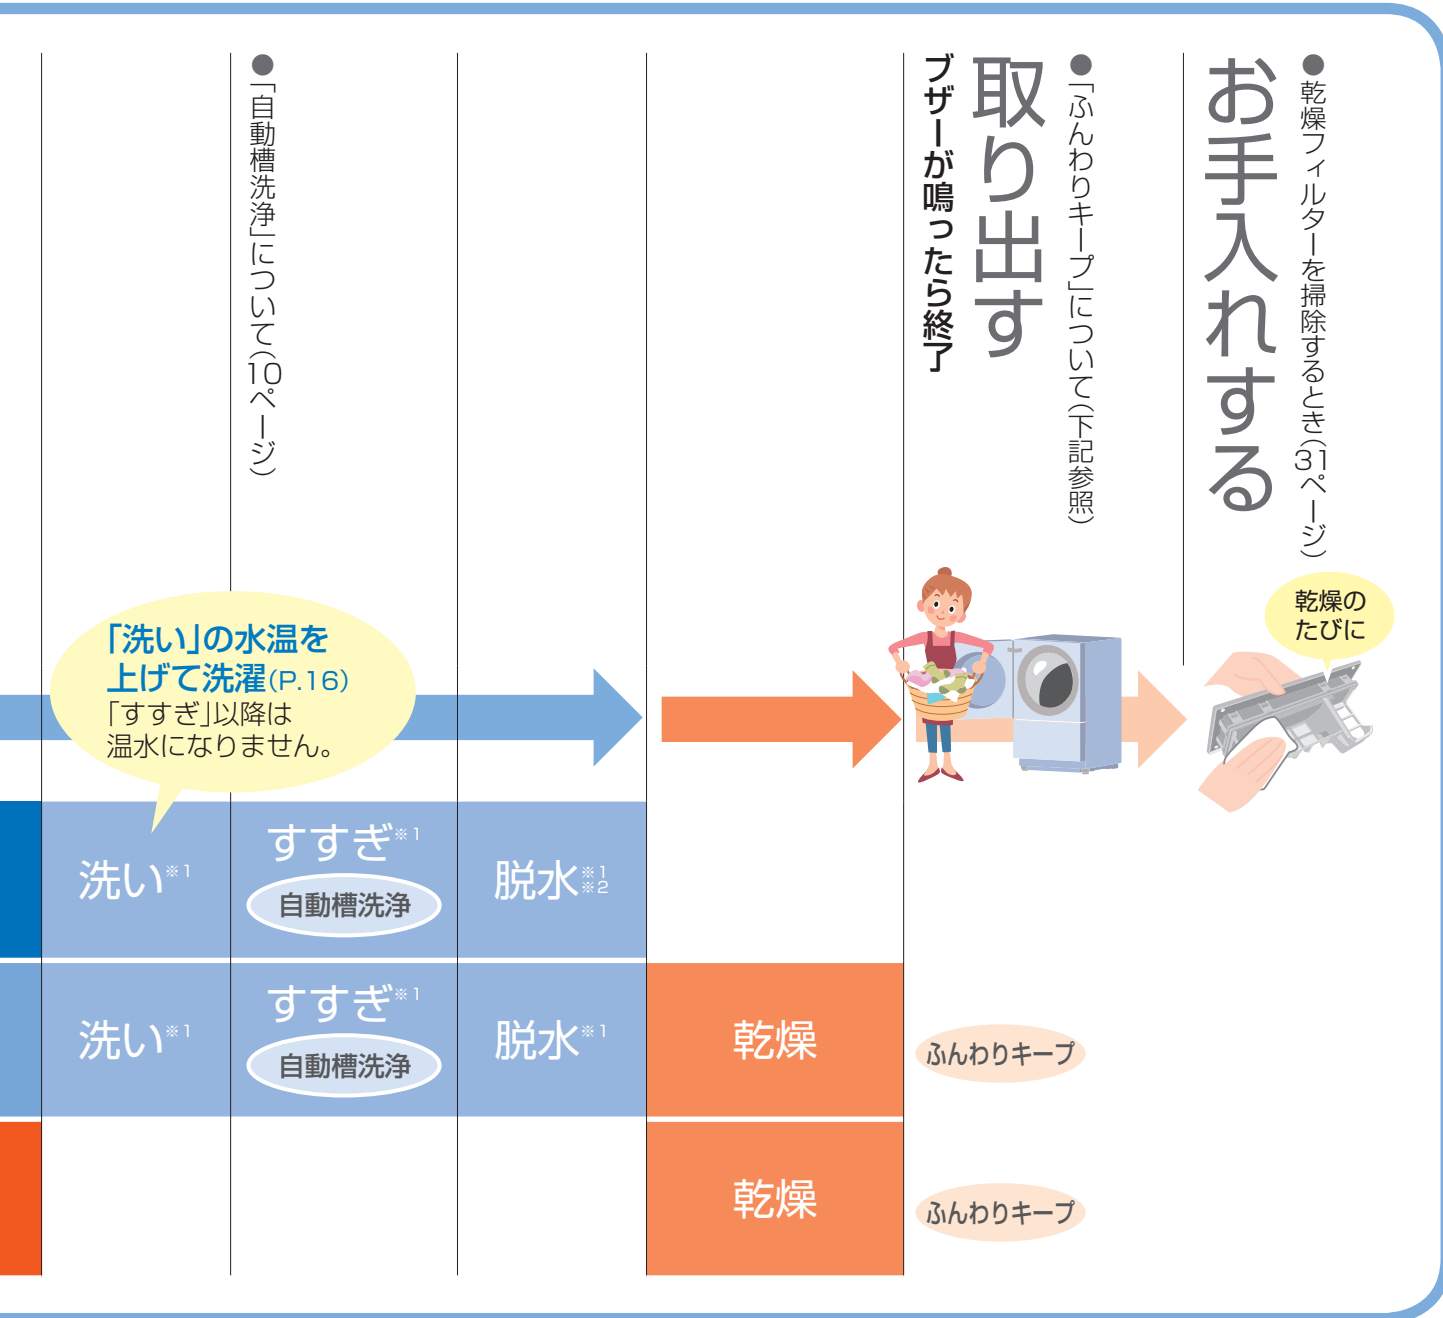 ●「自動槽洗浄」について(10ページ)
ブザーが鳴ったら終了
取り出す
●「ふんわりキープ」について(下記参照)
お手入れする
●乾燥フィルターを掃除するとき(31ページ)
乾燥の
たびに
「洗い」の水温を
上げて洗濯(P.16)
「すすぎ」以降は
温水になりません。
洗い※1
すすぎ※1
自動槽洗浄
脱水※1
※2
洗い※1
すすぎ※1
自動槽洗浄
脱水※1
乾燥
ふんわりキープ
乾燥
ふんわりキープ